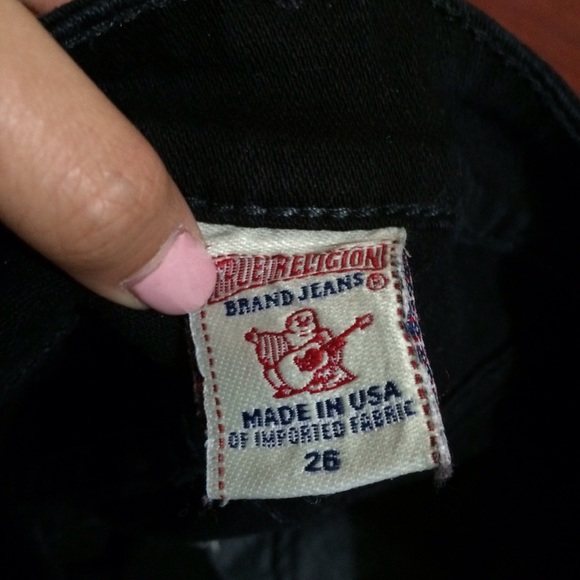 TRUE RELIGION
BRAND JEANS ®
MADE IN USA
OF IMPORTED FABRIC
26